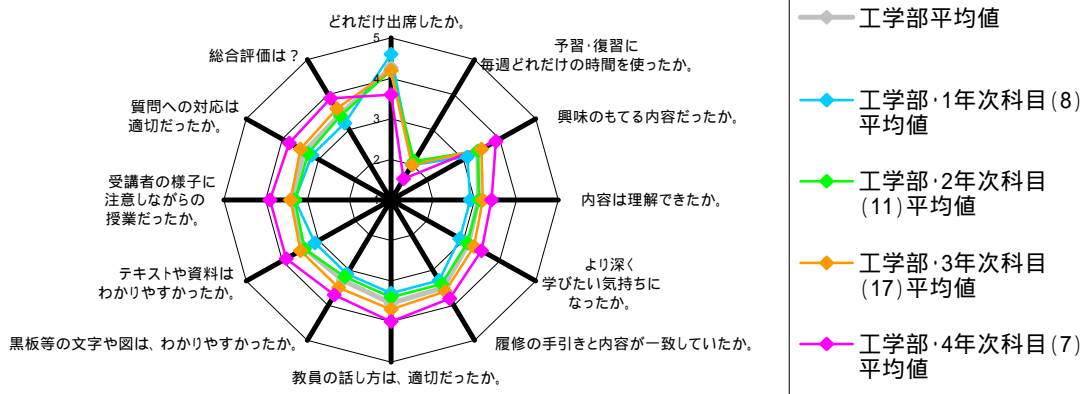 どれだけ出席したか。
予習・復習に
毎週どれだけの時間を使ったか。
興味のもてる内容だったか。
内容は理解できたか。
より深く
学びたい気持ちに
なったか。
履修の手引きと内容が一致していたか。
教員の話し方は、適切だったか。
黒板等の文字や図は、わかりやすかったか。
テキストや資料は
わかりやすかったか。
受講者の様子に
注意しながらの
授業だったか。
質問への対応は
適切だったか。
総合評価は？
5
4
3
2
工学部平均値
工学部・1年次科目(8)
平均値
工学部・2年次科目
(11)平均値
工学部・3年次科目
(17)平均値
工学部・4年次科目(7)
平均値